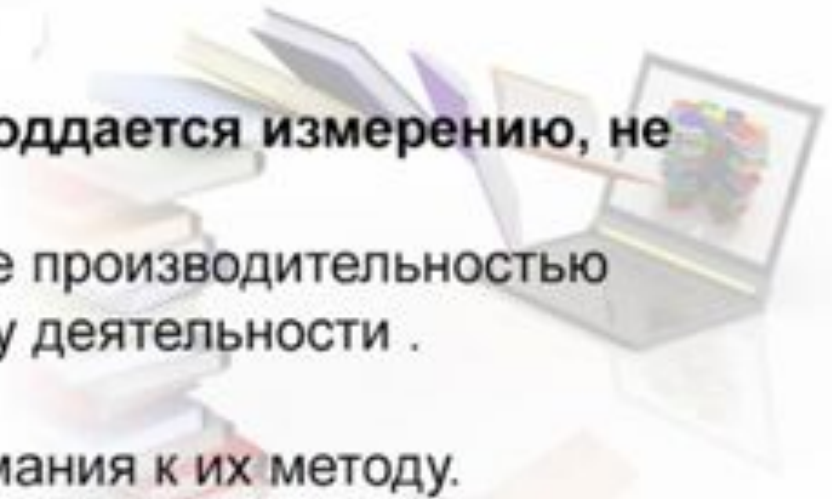 оддается измерению, не
е производительностью
у деятельности .
мания к их методу.